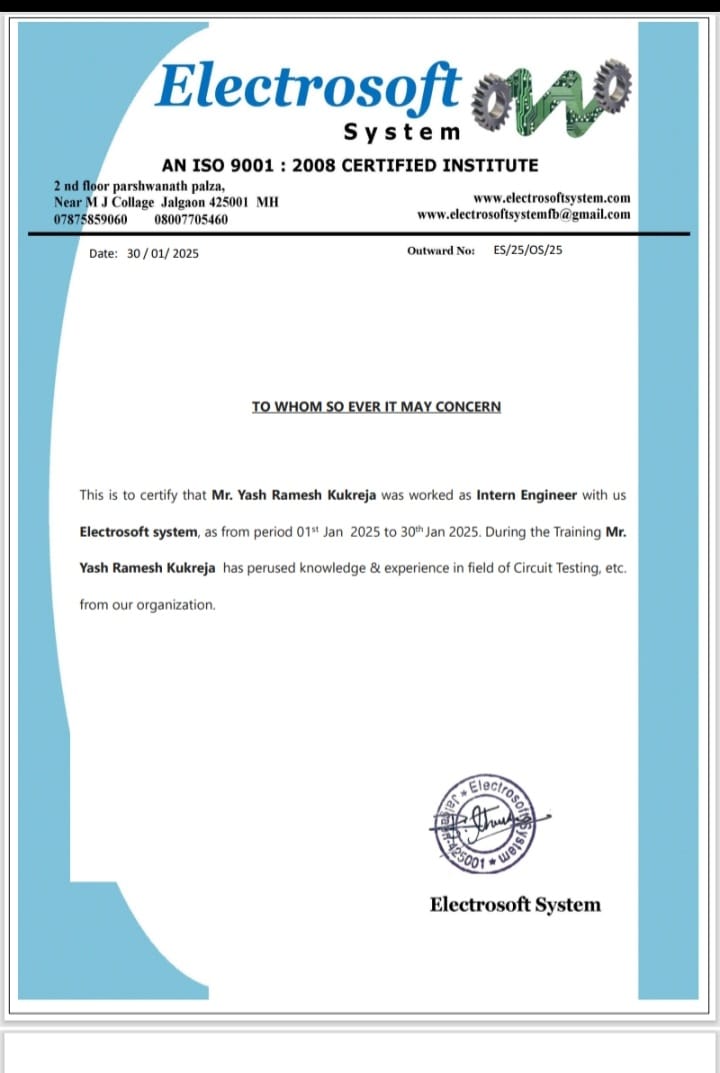 Electrosoft
System
AN ISO 9001 : 2008 CERTIFIED INSTITUTE
2 nd floor parshwanath palza,
Near M J Collage Jalgaon 425001 MH
07875859060 08007705460
www.electrosoftsystem.com
www.electrosoftsystemfb@gmail.com
Date: 30 / 01/ 2025
Outward No: ES/25/OS/25
TO WHOM SO EVER IT MAY CONCERN
This is to certify that Mr. Yash Ramesh Kukreja was worked as Intern Engineer with us
Electrosoft system, as from period 01st Jan 2025 to 30th Jan 2025. During the Training Mr.
Yash Ramesh Kukreja has perused knowledge & experience in field of Circuit Testing, etc.
from our organization.
Electrosoft System
425001
Electrosoft System